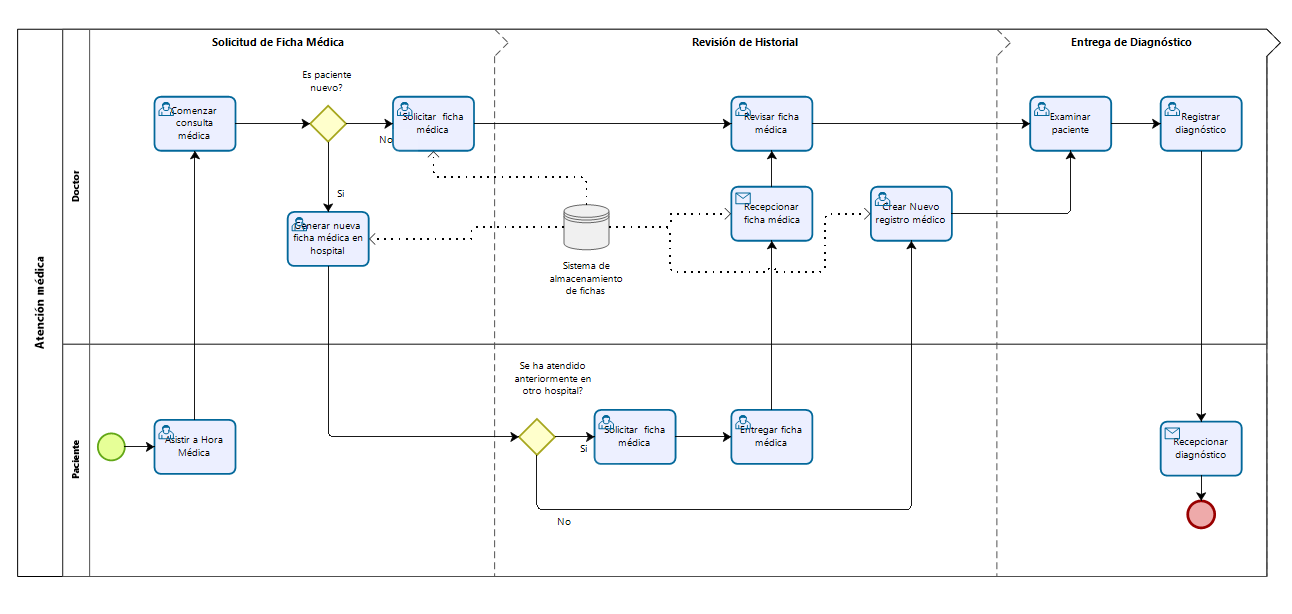 Solicitud de Ficha Médica
Revisión de Historial
Entrega de Diagnóstico
Atención médica
Doctor
Es paciente
nuevo?
Comenzar
consulta
médica
No
Solicitar ficha
médica
Revisar ficha
médica
Examinar
paciente
Registrar
diagnóstico
Si
Generar nueva
ficha médica en
hospital
Sistema de
almacenamiento
de fichas
Recepcionar
ficha médica
Crear Nuevo
registro médico
Paciente
Asistir a Hora
Médica
Se ha atendido
anteriormente en
otro hospital?
Si
Solicitar ficha
médica
Entregar ficha
médica
No
Recepcionar
diagnóstico